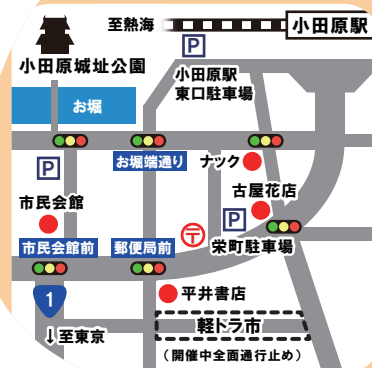 至熱海
小田原駅
P
小田原城址公園
小田原駅
東口駐車場
お堀
お堀端通り
ナック
P
古屋花店
市民会館
P
〒
栄町駐車場
市民会館前
郵便局前
1
平井書店
軽トラ市
↓至東京
(開催中全面通行止め)